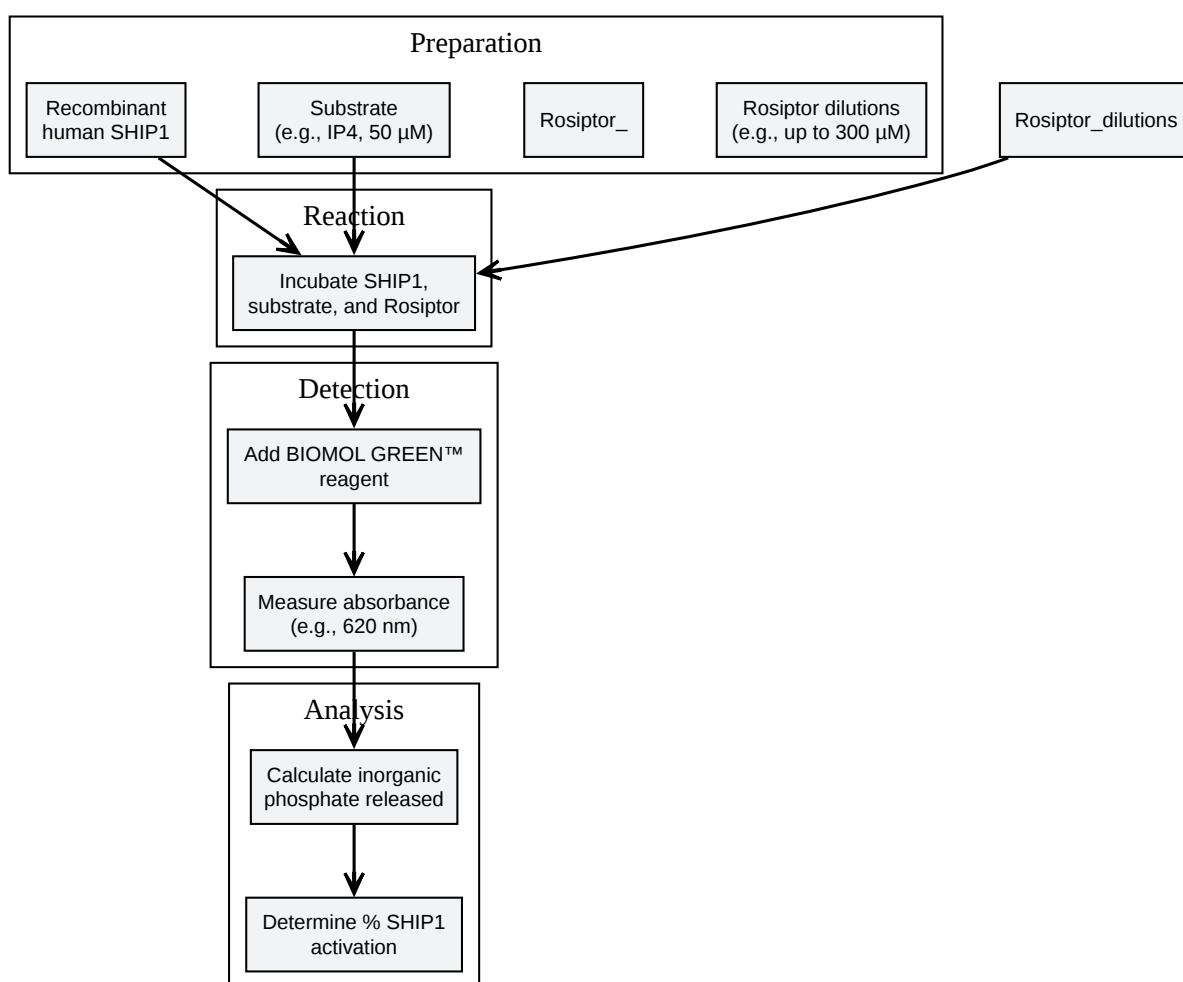 Preparation
Recombinant
human SHIP1
Substrate
(e.g., IP4, 50 µM)
Rosiptor_
Rosiptor dilutions
(e.g., up to 300 µM)
Rosiptor_dilutions
Reaction
Incubate SHIP1,
substrate, and Rosiptor
Detection
Add BIOMOL GREEN™
reagent
Measure absorbance
(e.g., 620 nm)
Analysis
Calculate inorganic
phosphate released
Determine % SHIP1
activation